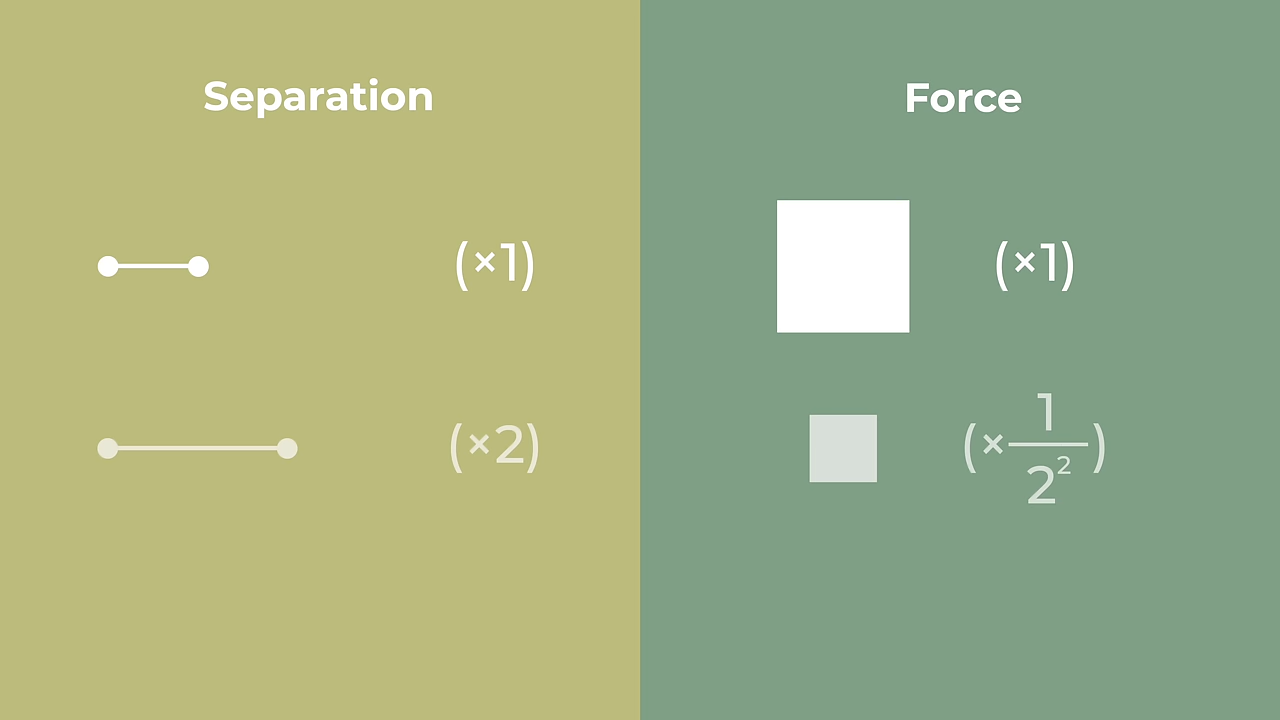 Separation
Force
(×1)
(×1)
(×2)
(×1/2²)